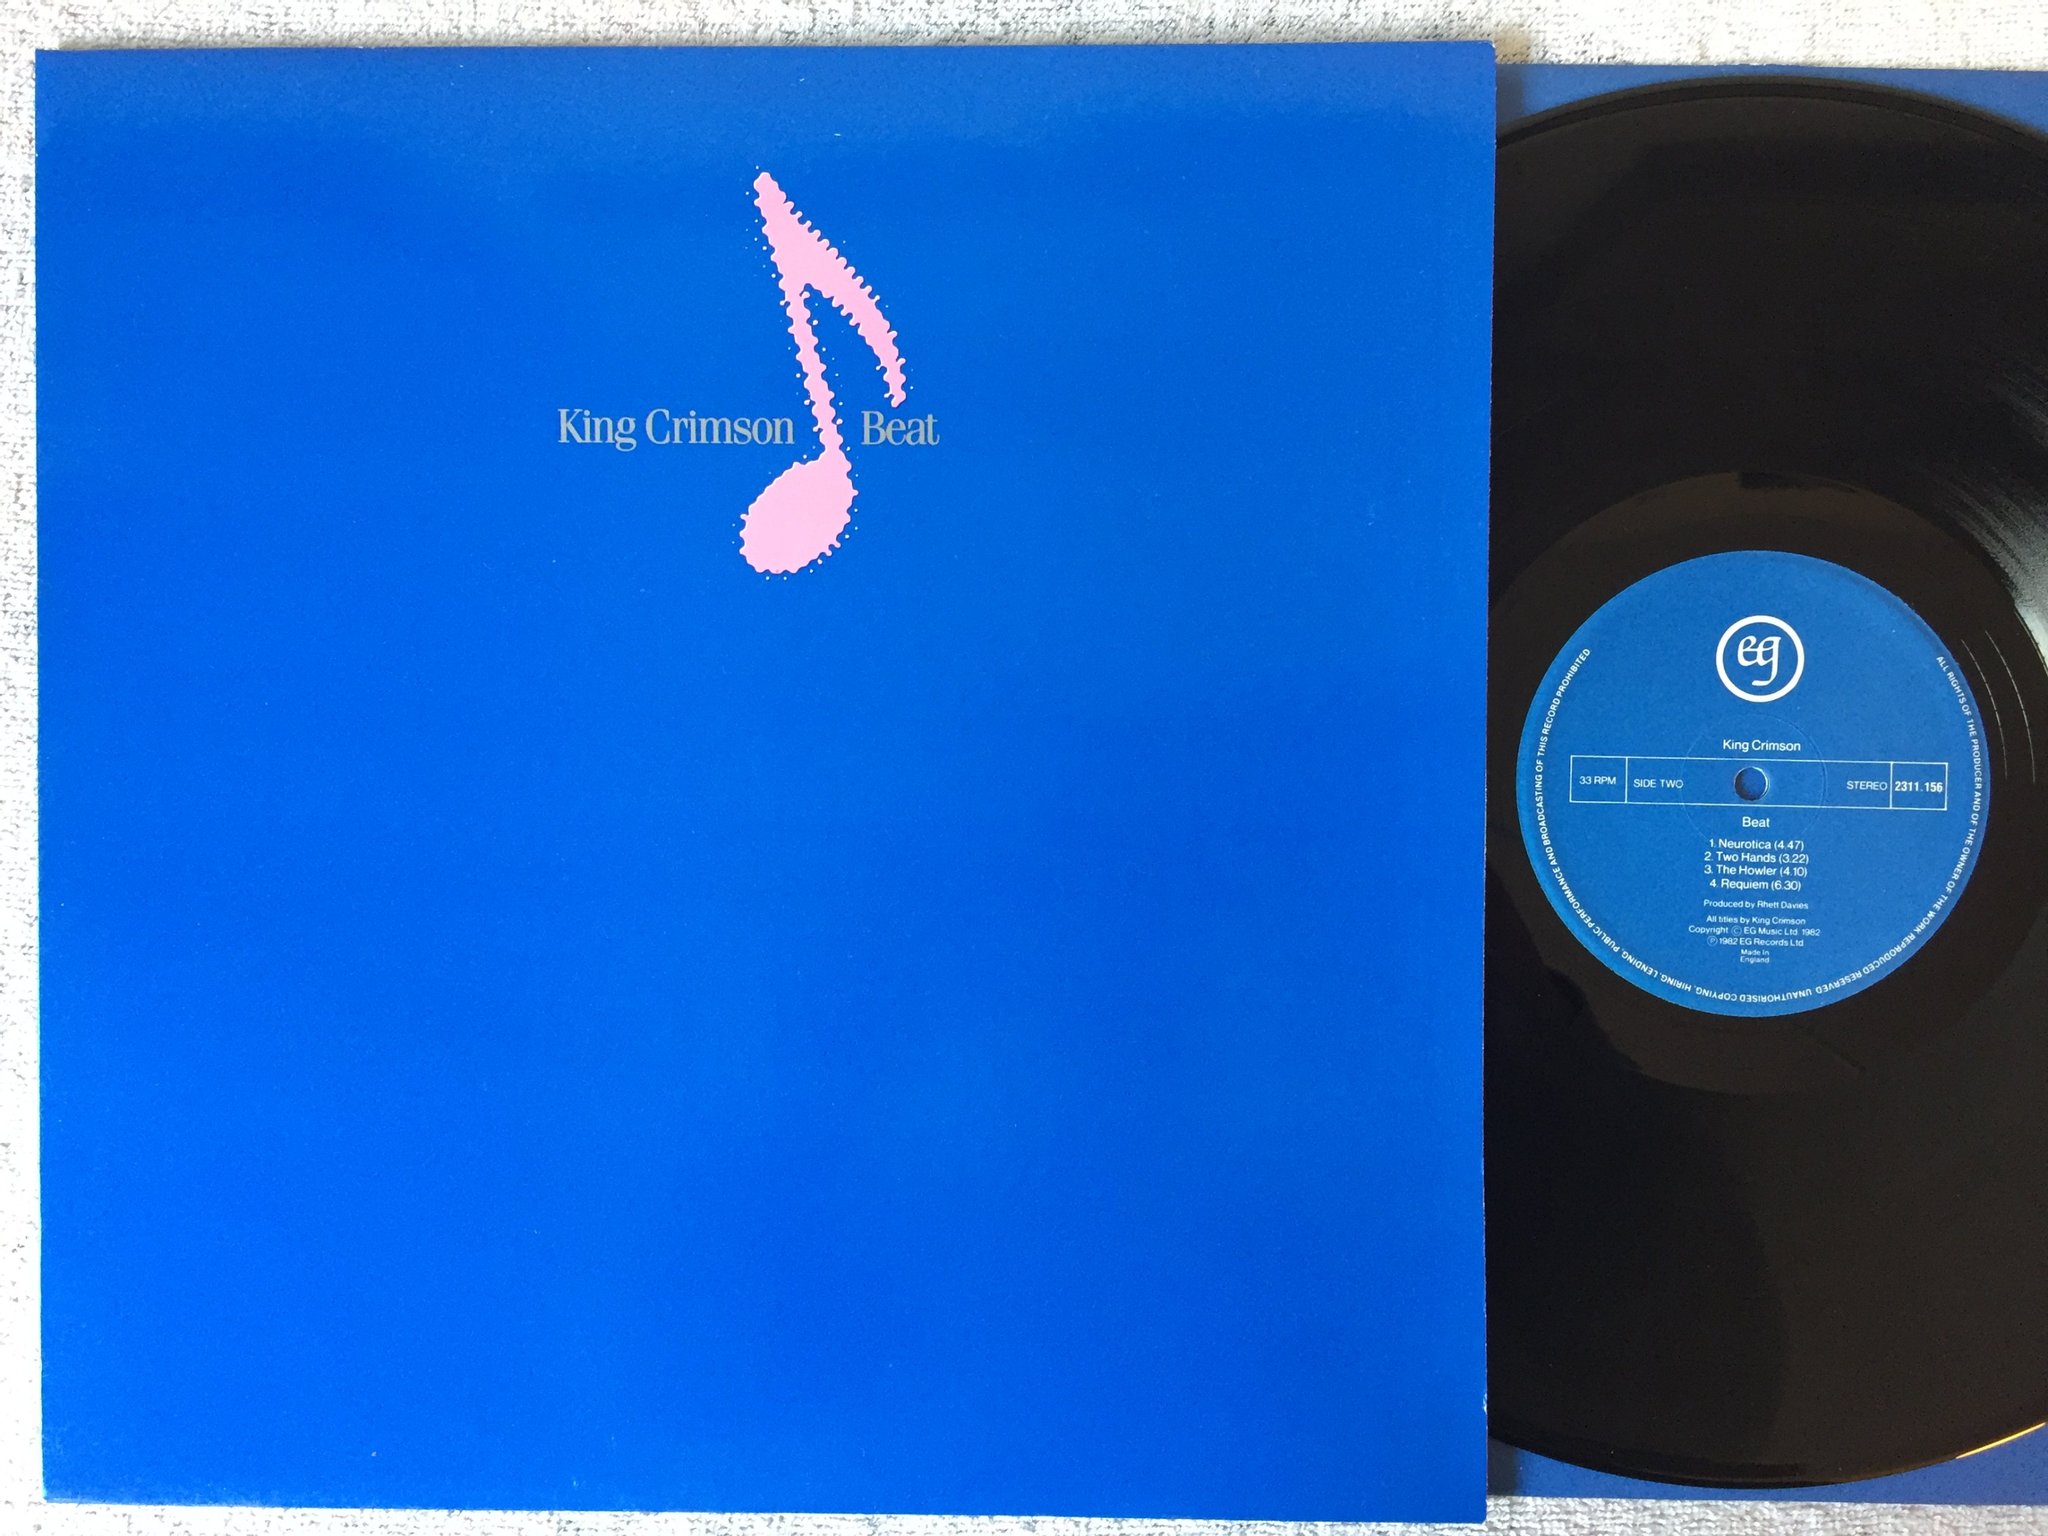 King Crimson Beat
eg
King Crimson
33 RPM SIDE TWO STEREO 2311.156
Beat
1. Neurotica (4.47)
2. Two Hands (3.22)
3. The Howler (4.10)
4. Requiem (6.30)
Produced by Rhett Davies
All titles by King Crimson
Copyright © EG Music Ltd. 1982
℗ 1982 EG Records Ltd
Made In
England
ALL RIGHTS OF THE PRODUCER AND OF THE OWNER OF THE WORK REPRODUCED RESERVED. UNAUTHORISED COPYING, HIRING, LENDING, PUBLIC PERFORMANCE AND BROADCASTING OF THIS RECORD PROHIBITED